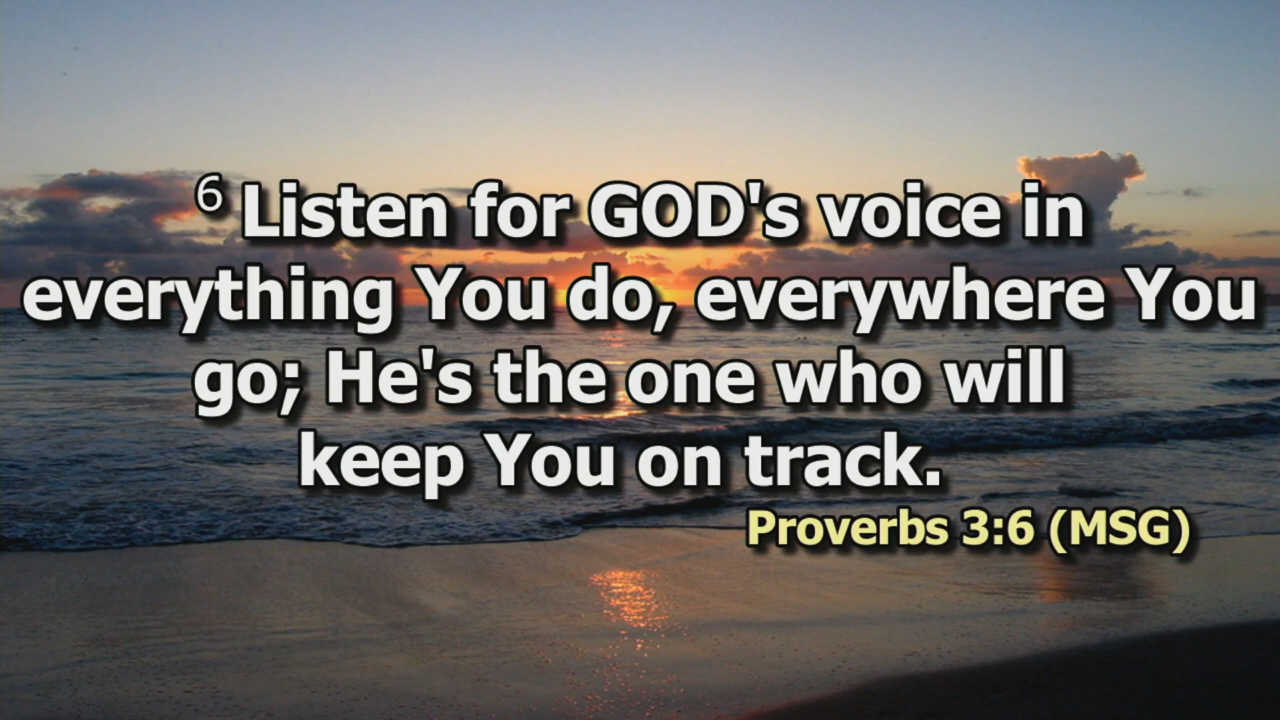 6 Listen for GOD's voice in
everything You do, everywhere You
go; He's the one who will
keep You on track.
Proverbs 3:6 (MSG)